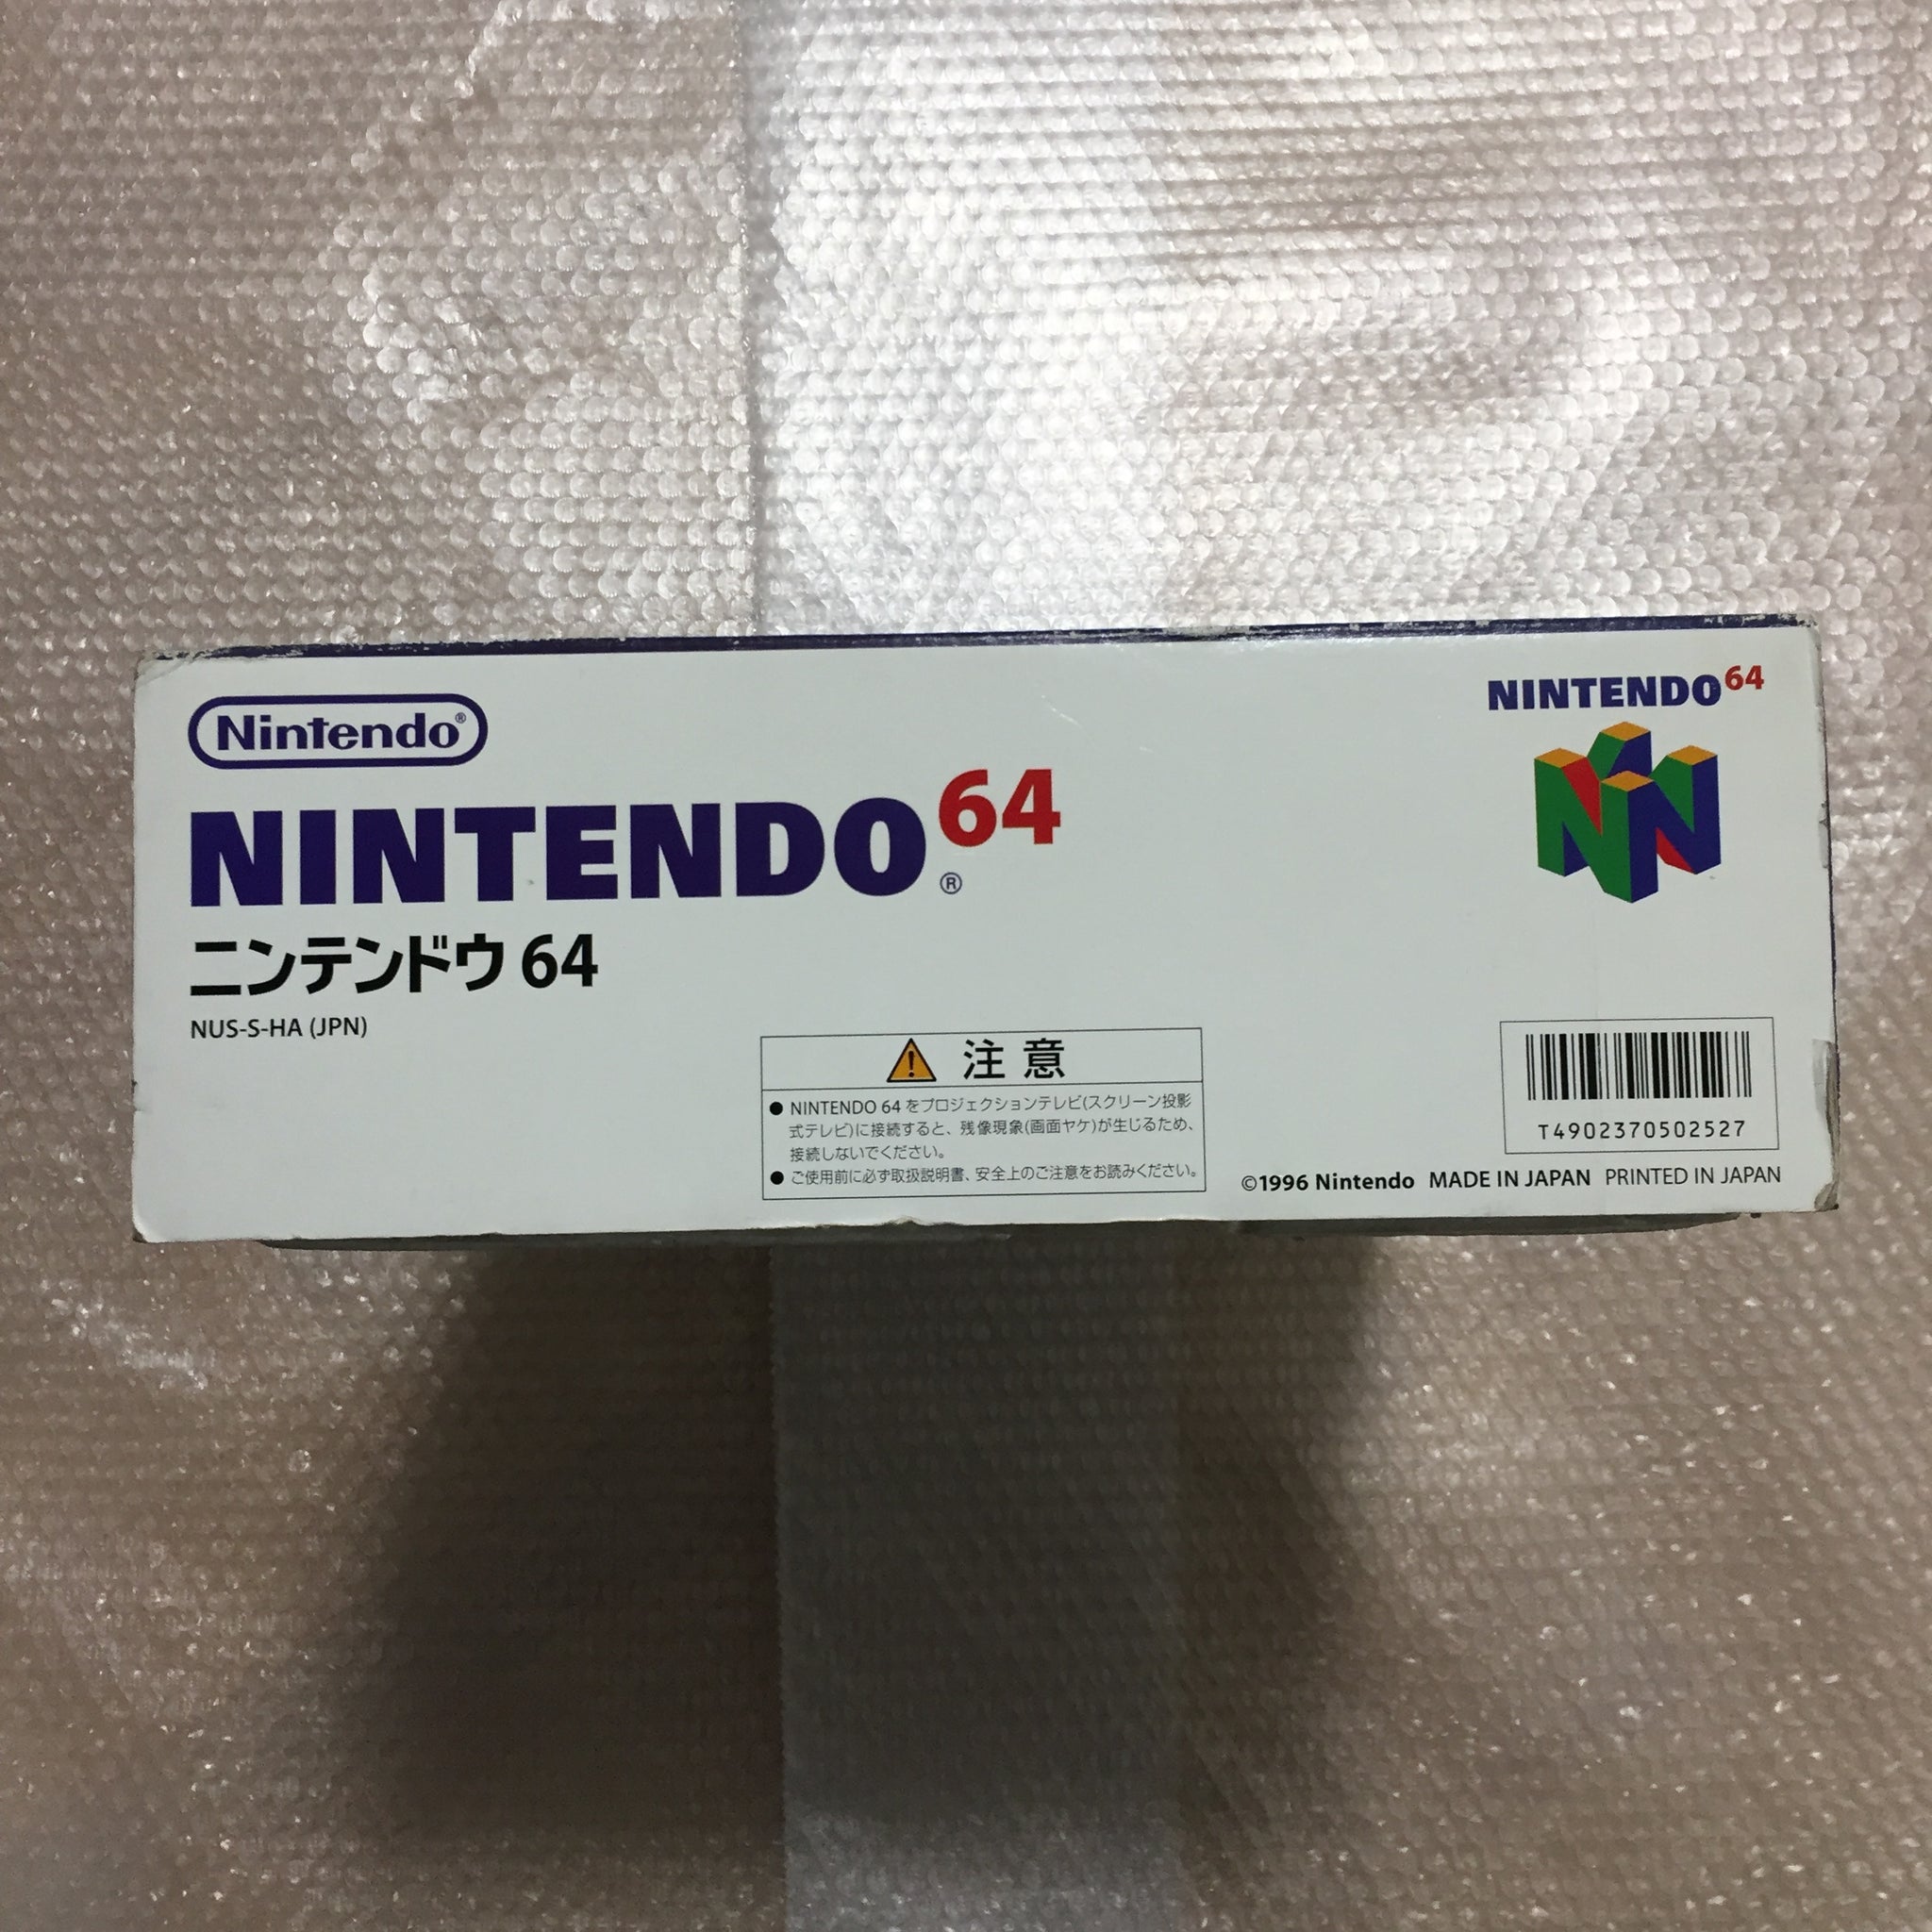 Nintendo®
NINTENDO64®
ニンテンドウ64
NUS-S-HA (JPN)
NINTENDO64
注意
● NINTENDO 64 をプロジェクションテレビ(スクリーン投影
式テレビ)に接続すると、残像現象(画面ヤケ)が生じるため、
接続しないでください。
● ご使用前に必ず取扱説明書、安全上のご注意をお読みください。
T4902370502527
©1996 Nintendo MADE IN JAPAN PRINTED IN JAPAN